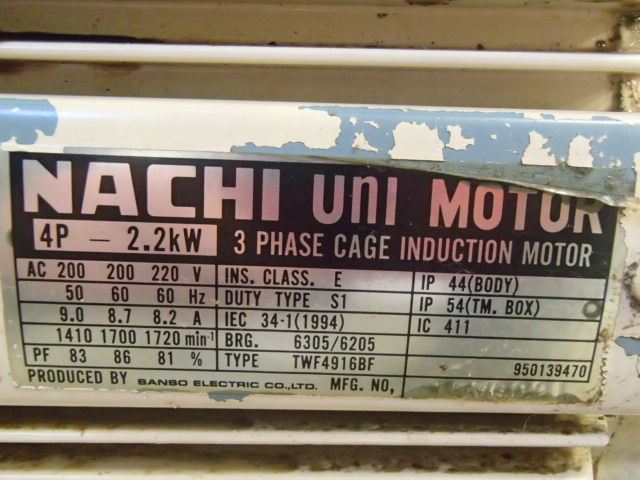 NACHI UNI MOTOR
4P - 2.2kW 3 PHASE CAGE INDUCTION MOTOR
AC 200 200 220 V INS. CLASS. E IP 44(BODY)
50 60 60 Hz DUTY TYPE S1 IP 54(TM. BOX)
9.0 8.7 8.2 A IEC 34-1(1994) IC 411
1410 1700 1720 min-1 BRG. 6305/6205
PF 83 86 81 % TYPE TWF4916BF 950139470
PRODUCED BY SANSO ELECTRIC CO.,LTD. MFG. NO,